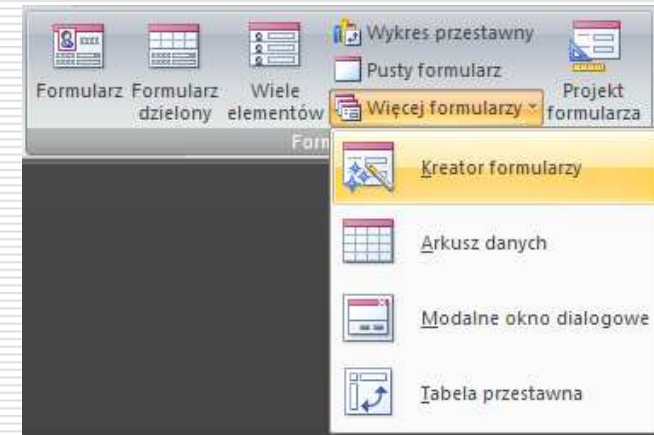 Formularz
Formularz dzielony
Wiele elementów
Wykres przestawny
Pusty formularz
Więcej formularzy
Projekt formularza
Kreator formularzy
Arkusz danych
Modalne okno dialogowe
Tabela przestawna